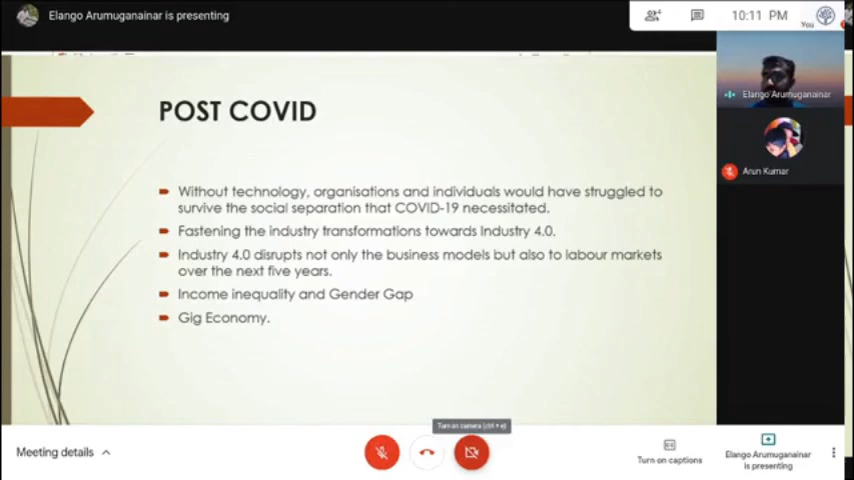 Elango Arumuganainar is presenting
4
10:11 PM
You
POST COVID
Without technology, organisations and individuals would have struggled to
survive the social separation that COVID-19 necessitated.
Fastening the industry transformations towards Industry 4.0.
Industry 4.0 disrupts not only the business models but also to labour markets
over the next five years.
Income inequality and Gender Gap
Gig Economy.
Elango Arumuganainar
Arun Kumar
Turn on camera (ctrl + e)
Meeting details
Turn on captions
Elango Arumuganainar
is presenting